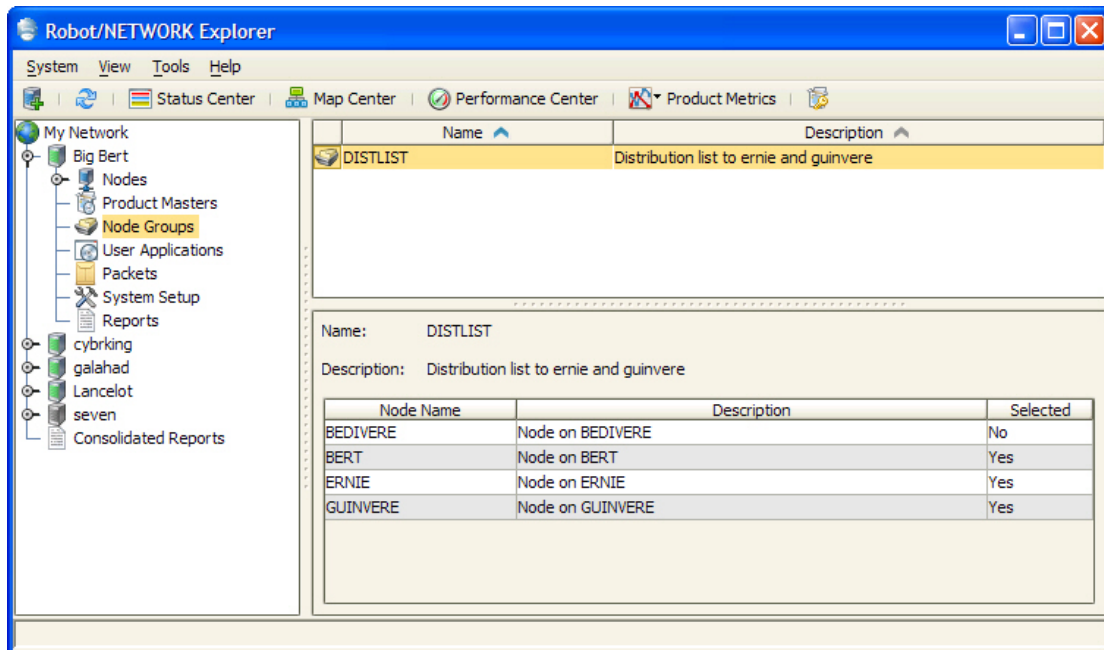 Robot/NETWORK Explorer
System View Tools Help
Status Center Map Center Performance Center Product Metrics
My Network
Big Bert
Nodes
Product Masters
Node Groups
User Applications
Packets
System Setup
Reports
cybrking
galahad
Lancelot
seven
Consolidated Reports
Name Description
DISTLIST Distribution list to ernie and guinvere
Name: DISTLIST
Description: Distribution list to ernie and guinvere
Node Name Description Selected
BEDIVERE Node on BEDIVERE No
BERT Node on BERT Yes
ERNIE Node on ERNIE Yes
GUINVERE Node on GUINVERE Yes